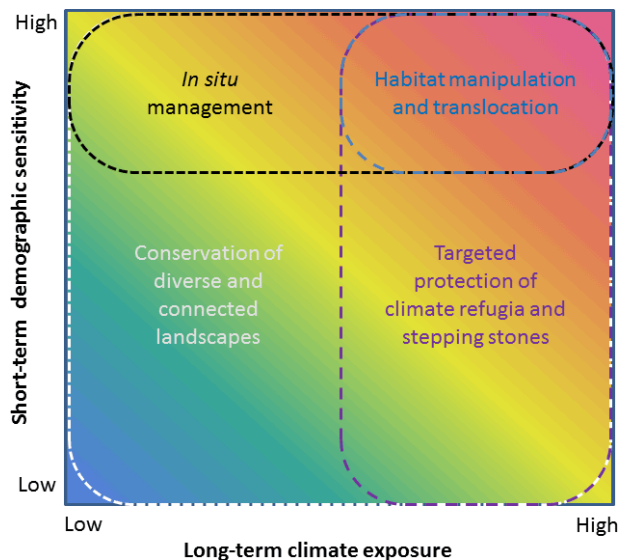 High
In situ
management
Habitat manipulation
and translocation
Short-term demographic sensitivity
Conservation of
diverse and
connected
landscapes
Targeted
protection of
climate refugia and
stepping stones
Low
Low
High
Long-term climate exposure